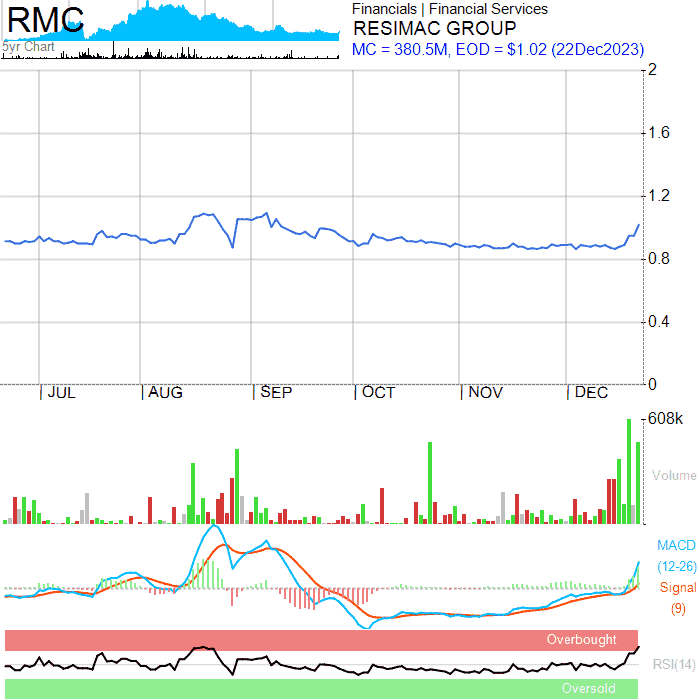 RMC
5yr Chart
Financials | Financial Services
RESIMAC GROUP
MC = 380.5M, EOD = $1.02 (22Dec2023)
2
1.6
1.2
0.8
0.4
0
| JUL | AUG | SEP | OCT | NOV | DEC
608k
Volume
MACD
(12-26)
Signal
(9)
Overbought
RSI(14)
Oversold